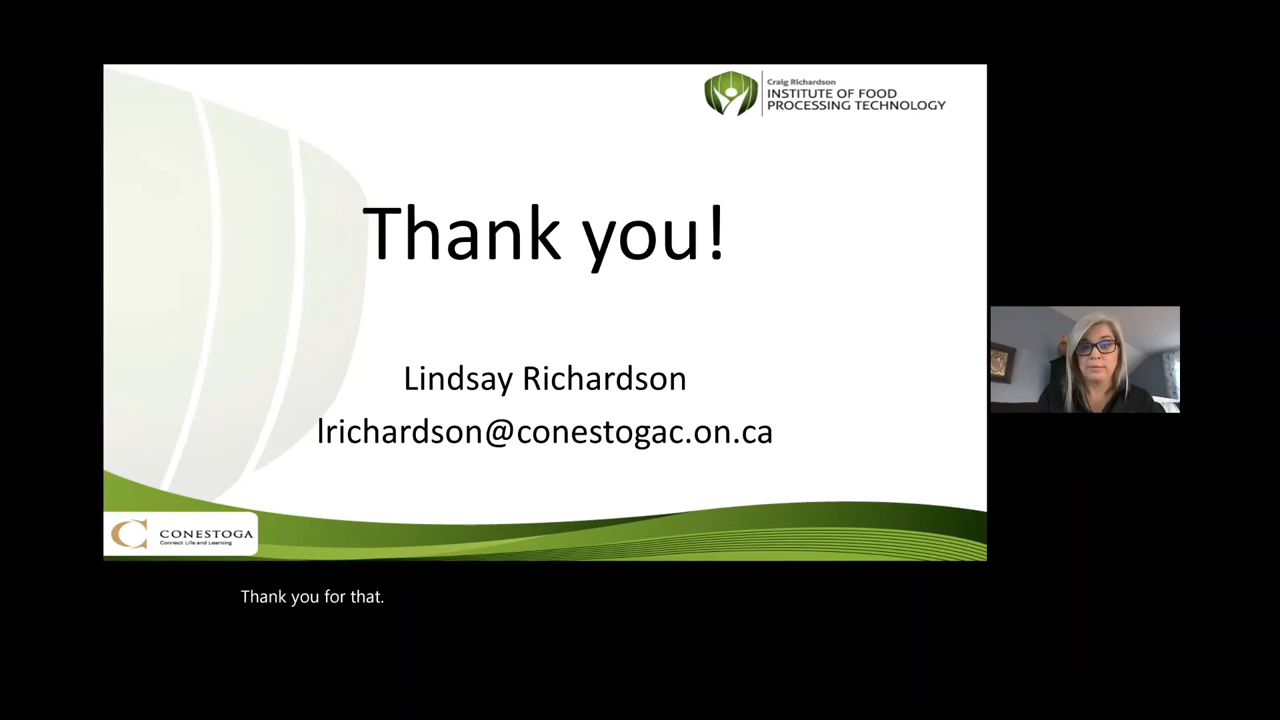 Craig Richardson
INSTITUTE OF FOOD
PROCESSING TECHNOLOGY
Thank you!
Lindsay Richardson
lrichardson@conestogac.on.ca
CONESTOGA
Connect Life and Learning
Thank you for that.